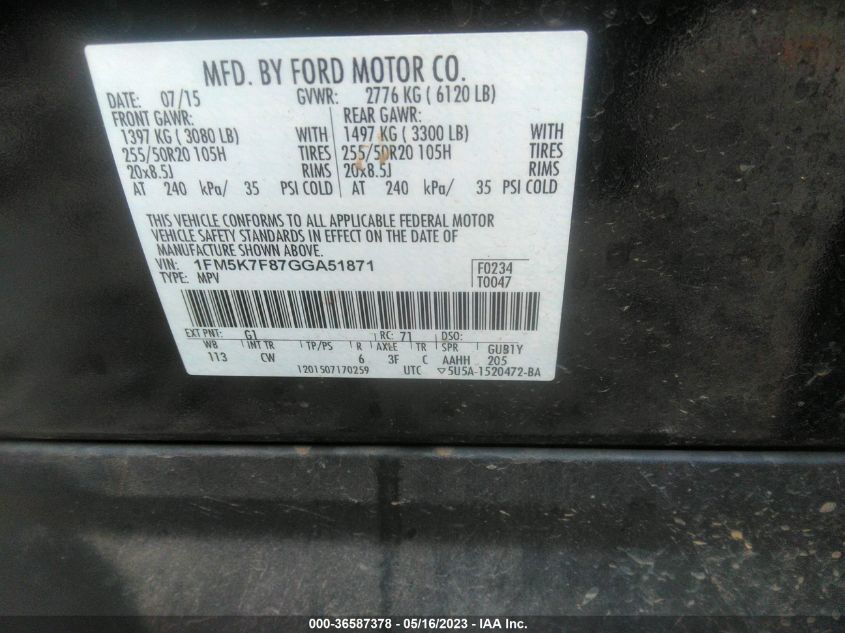 MFD. BY FORD MOTOR CO.
DATE: 07/15 GVWR: 2776 KG ( 6120 LB)
FRONT GAWR: REAR GAWR:
1397 KG ( 3080 LB) WITH 1497 KG ( 3300 LB) WITH
255/50R20 105H TIRES 255/50R20 105H TIRES
20x8.5J RIMS 20x8.5J RIMS
AT 240 kPa/ 35 PSI COLD AT 240 kPa/ 35 PSI COLD
THIS VEHICLE CONFORMS TO ALL APPLICABLE FEDERAL MOTOR
VEHICLE SAFETY STANDARDS IN EFFECT ON THE DATE OF
MANUFACTURE SHOWN ABOVE.
VIN: 1FM5K7F87GGA51871 F0234
TYPE: MPV T0047
EXT PNT: G1 RC: 71 DSO:
WB INT TR TP/PS R AXLE TR SPR GUB1Y
113 CW 6 3F C AAHH 205
1201507170259 UTC ▽5U5A-1520472-BA
000-36587378 - 05/16/2023 - IAA Inc.